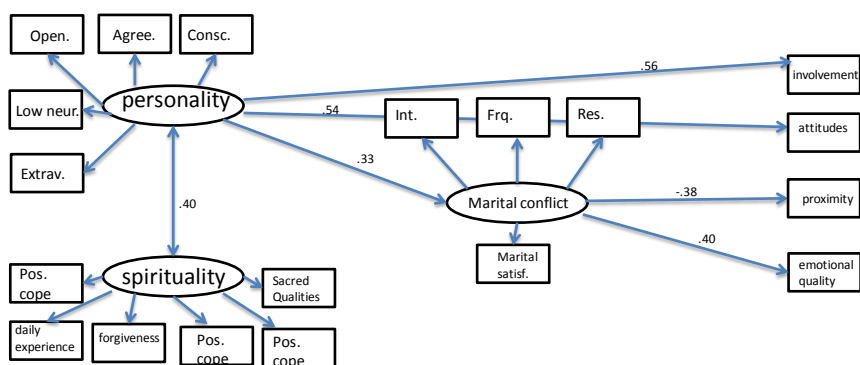 Open.
Agree.
Consc.
.56
involvement
personality
Low neur.
.54
Int.
Frq.
Res.
attitudes
Extrav.
.33
.40
Marital conflict
-.38
proximity
.40
Marital
satisf.
emotional
quality
Pos.
cope
spirituality
Sacred
Qualities
daily
experience
forgiveness
Pos.
cope
Pos.
cope